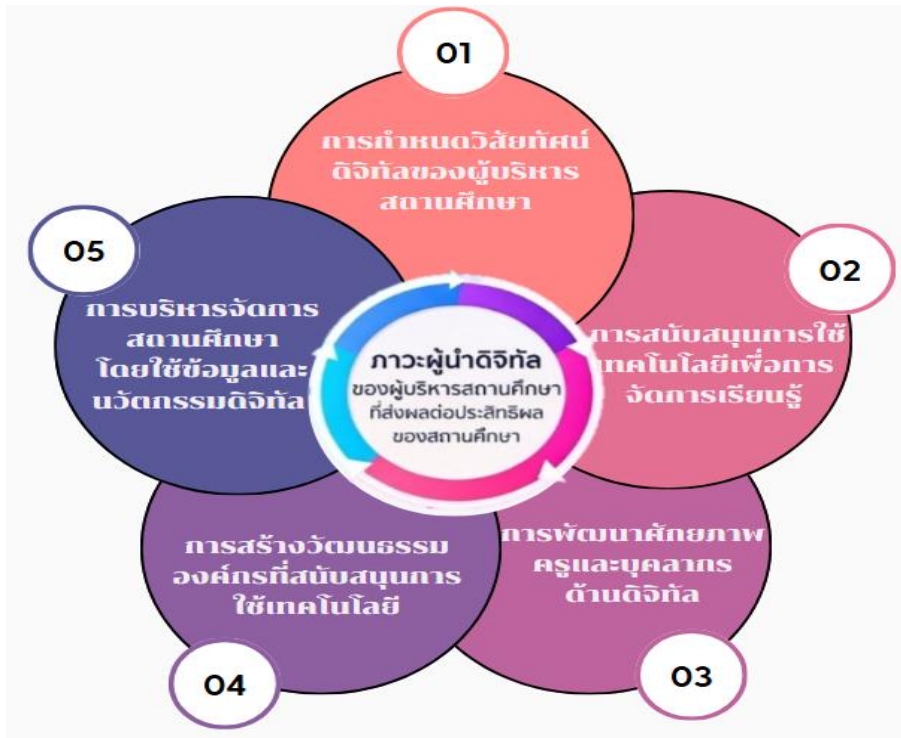 01
การกำหนดวิสัยทัศน์
ดิจิทัลของผู้บริหาร
สถานศึกษา
02
การสนับสนุนการใช้
เทคโนโลยีเพื่อการ
จัดการเรียนรู้
03
การพัฒนาศักยภาพ
ครูและบุคลากร
ด้านดิจิทัล
04
การสร้างวัฒนธรรม
องค์กรที่สนับสนุนการ
ใช้เทคโนโลยี
05
การบริหารจัดการ
สถานศึกษา
โดยใช้ข้อมูลและ
นวัตกรรมดิจิทัล
ภาวะผู้นำดิจิทัล
ของผู้บริหารสถานศึกษา
ที่ส่งผลต่อประสิทธิผล
ของสถานศึกษา